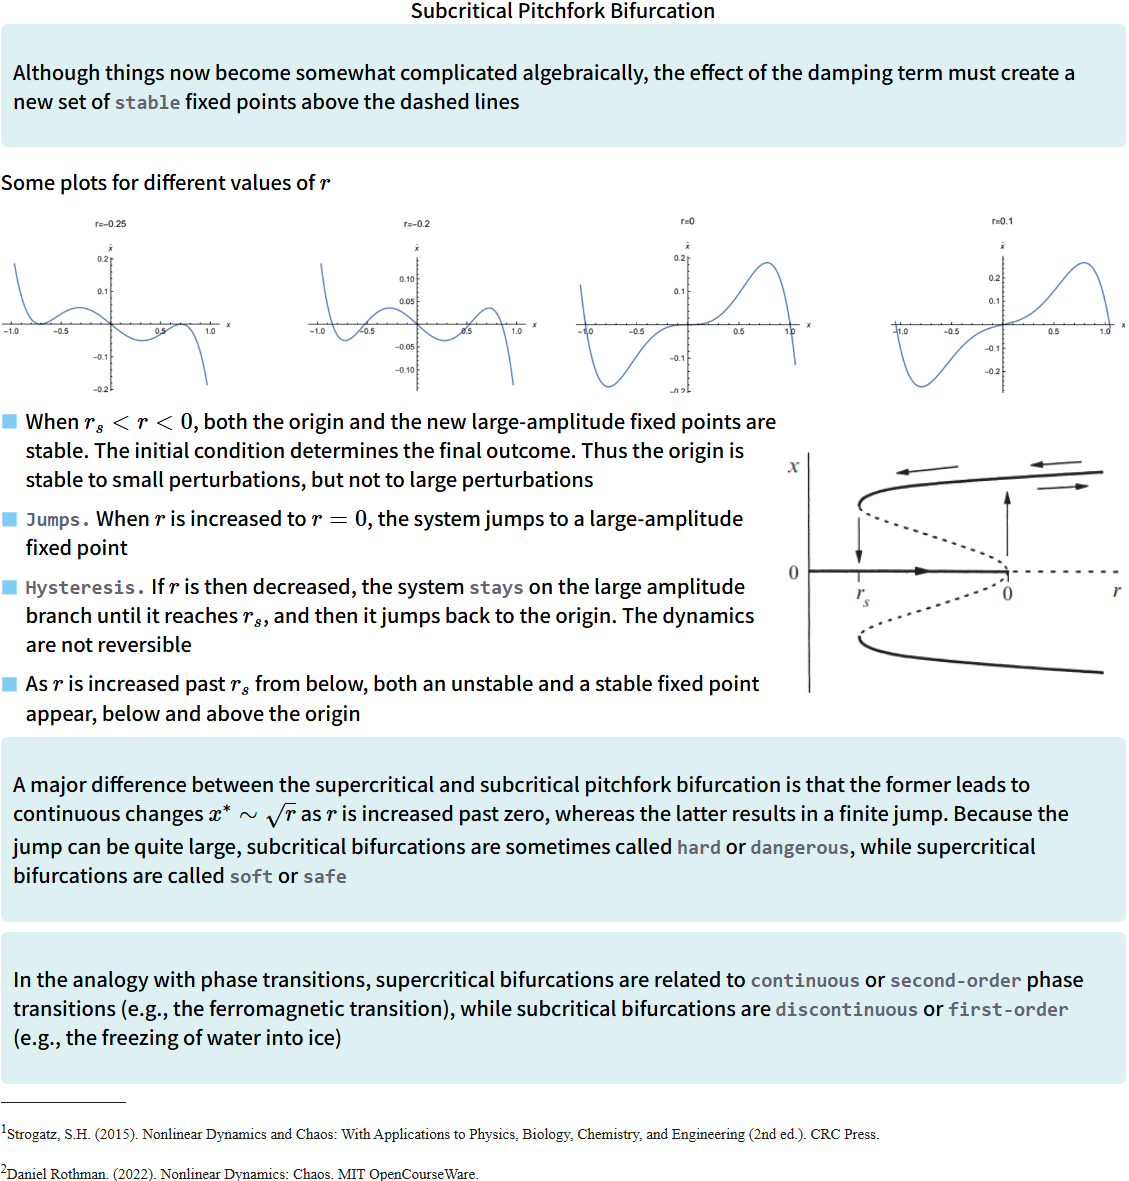 Subcritical Pitchfork Bifurcation
Although things now become somewhat complicated algebraically, the effect of the damping term must create a
new set of stable fixed points above the dashed lines
Some plots for different values of r
r=-0.25
ẋ
0.2
0.1
-1.0 -0.5 0.5 1.0 x
-0.1
-0.2
r=-0.2
ẋ
0.10
0.05
-1.0 -0.5 0.5 1.0 x
-0.05
-0.10
r=0
ẋ
0.2
0.1
-1.0 -0.5 0.5 1.0 x
-0.1
-0.2
r=0.1
ẋ
0.2
0.1
-1.0 -0.5 0.5 1.0 x
-0.1
-0.2
When r_s < r < 0, both the origin and the new large-amplitude fixed points are
stable. The initial condition determines the final outcome. Thus the origin is
stable to small perturbations, but not to large perturbations
Jumps. When r is increased to r = 0, the system jumps to a large-amplitude
fixed point
Hysteresis. If r is then decreased, the system stays on the large amplitude
branch until it reaches r_s, and then it jumps back to the origin. The dynamics
are not reversible
As r is increased past r_s from below, both an unstable and a stable fixed point
appear, below and above the origin
x
0
r_s 0 r
A major difference between the supercritical and subcritical pitchfork bifurcation is that the former leads to
continuous changes x* ~ √r as r is increased past zero, whereas the latter results in a finite jump. Because the
jump can be quite large, subcritical bifurcations are sometimes called hard or dangerous, while supercritical
bifurcations are called soft or safe
In the analogy with phase transitions, supercritical bifurcations are related to continuous or second-order phase
transitions (e.g., the ferromagnetic transition), while subcritical bifurcations are discontinuous or first-order
(e.g., the freezing of water into ice)
1Strogatz, S.H. (2015). Nonlinear Dynamics and Chaos: With Applications to Physics, Biology, Chemistry, and Engineering (2nd ed.). CRC Press.
2Daniel Rothman. (2022). Nonlinear Dynamics: Chaos. MIT OpenCourseWare.